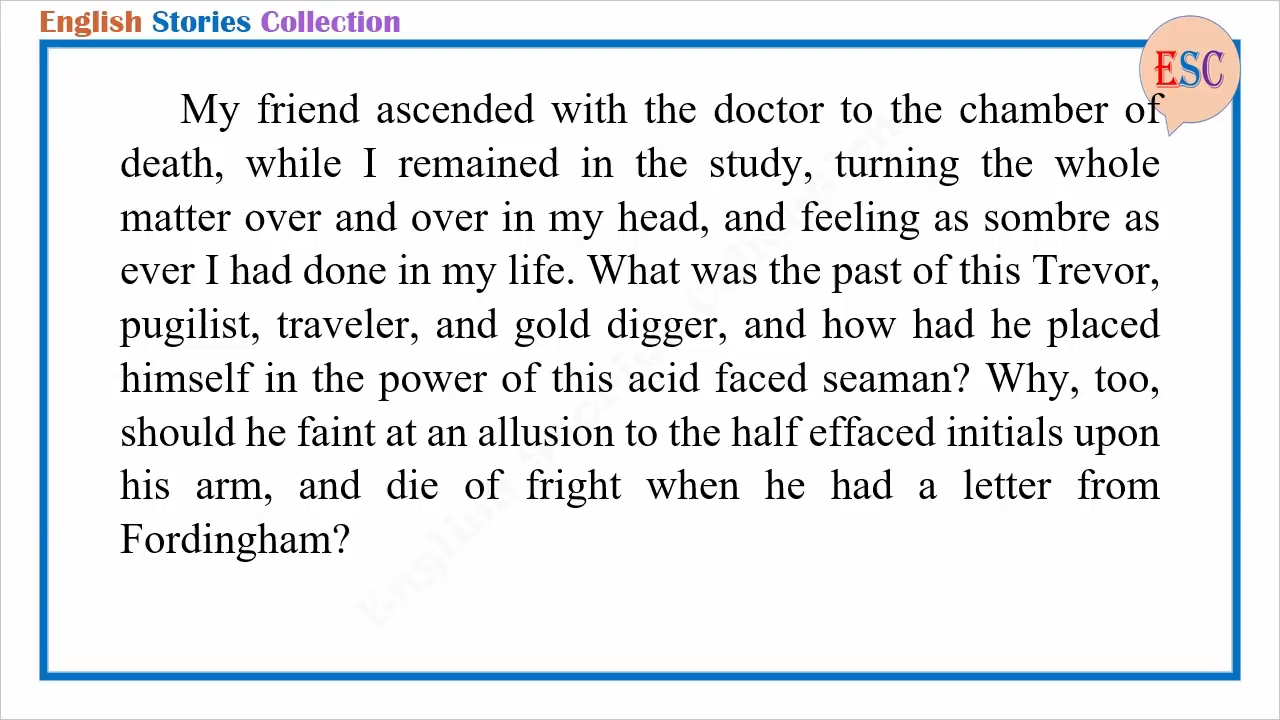 English Stories Collection
ESC
My friend ascended with the doctor to the chamber of
death, while I remained in the study, turning the whole
matter over and over in my head, and feeling as sombre as
ever I had done in my life. What was the past of this Trevor,
pugilist, traveler, and gold digger, and how had he placed
himself in the power of this acid faced seaman? Why, too,
should he faint at an allusion to the half effaced initials upon
his arm, and die of fright when he had a letter from
Fordingham?
English Stories Collection